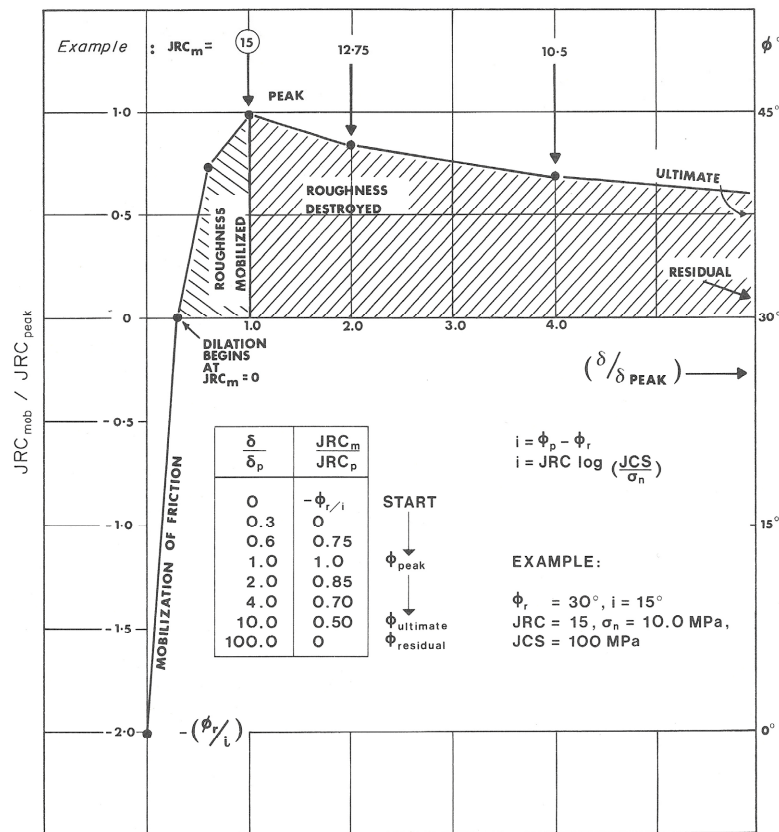 Example : JRCm= 15 12·75 10·5 ϕ°
PEAK
1·0 45°
ULTIMATE
ROUGHNESS
DESTROYED
ROUGHNESS
MOBILIZED
0·5
RESIDUAL
0 1.0 2.0 3.0 4.0 30°
DILATION
BEGINS
AT
JRCm = 0
(δ/δPEAK)
JRCmob / JRCpeak
-0·5
-1·0 15°
-1·5
-2·0 -(ϕr/i) 0°
MOBILIZATION OF FRICTION
δ/δp JRCm/JRCp
0 -ϕr/i START
0.3 0
0.6 0.75
1.0 1.0 ϕpeak
2.0 0.85
4.0 0.70
10.0 0.50 ϕultimate
100.0 0 ϕresidual
i = ϕp - ϕr
i = JRC log (JCS/σn)
EXAMPLE:
ϕr = 30°, i = 15°
JRC = 15, σn = 10.0 MPa,
JCS = 100 MPa